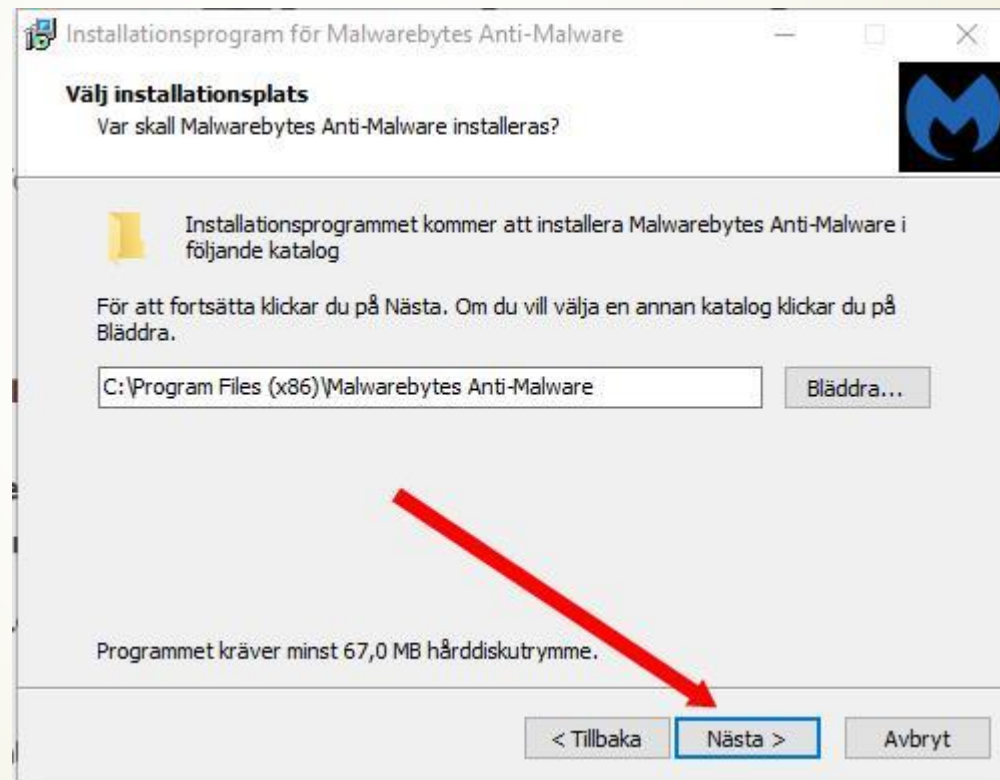 Installationsprogram för Malwarebytes Anti-Malware
Välj installationsplats
Var skall Malwarebytes Anti-Malware installeras?
Installationsprogrammet kommer att installera Malwarebytes Anti-Malware i
följande katalog
För att fortsätta klickar du på Nästa. Om du vill välja en annan katalog klickar du på
Bläddra.
C:\Program Files (x86)\Malwarebytes Anti-Malware
Bläddra...
Programmet kräver minst 67,0 MB hårddiskutrymme.
< Tillbaka
Nästa >
Avbryt